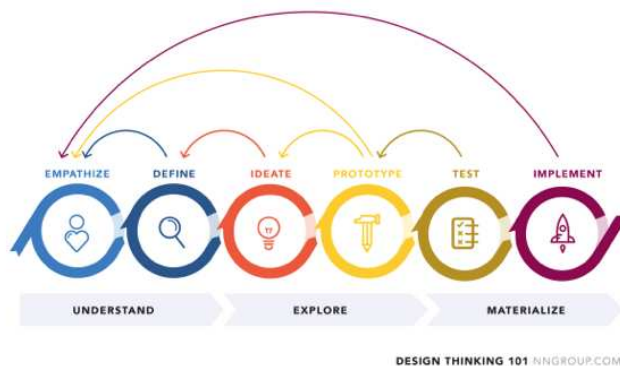 EMPATHIZE DEFINE IDEATE PROTOTYPE TEST IMPLEMENT
UNDERSTAND EXPLORE MATERIALIZE
DESIGN THINKING 101 NNGROUP.COM